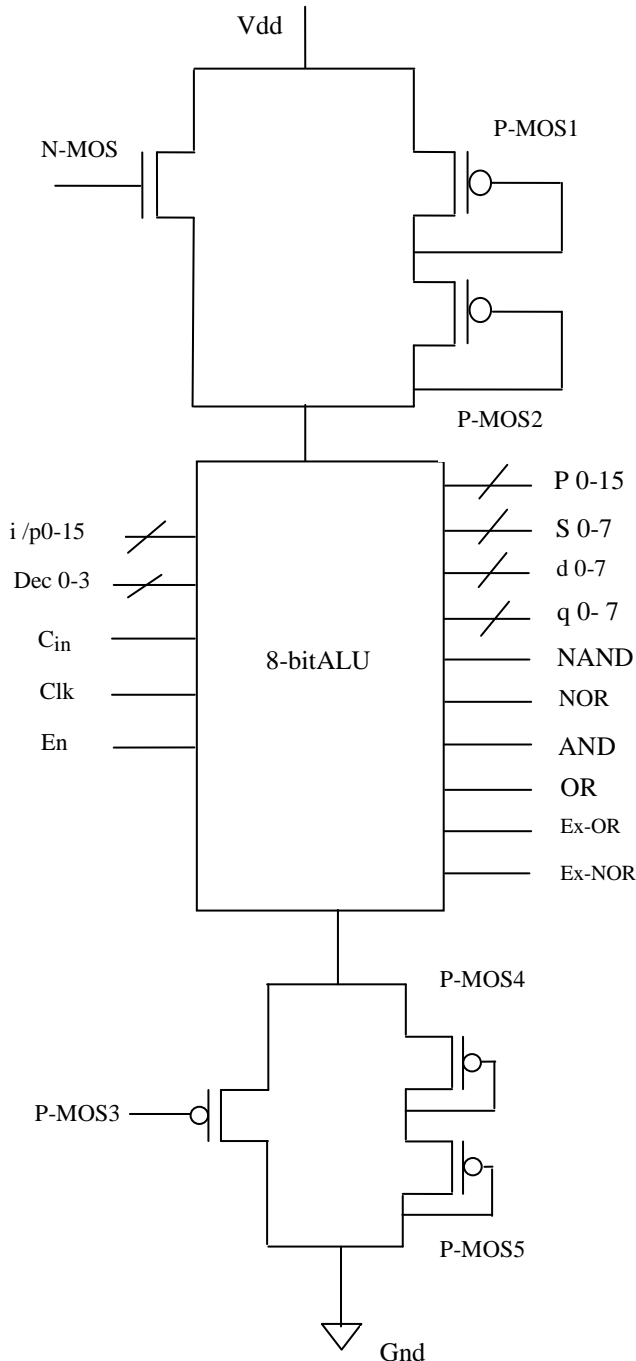 Vdd
N-MOS
P-MOS1
P-MOS2
i /p0-15
Dec 0-3
Cin
Clk
En
8-bitALU
P 0-15
S 0-7
d 0-7
q 0- 7
NAND
NOR
AND
OR
Ex-OR
Ex-NOR
P-MOS4
P-MOS3
P-MOS5
Gnd